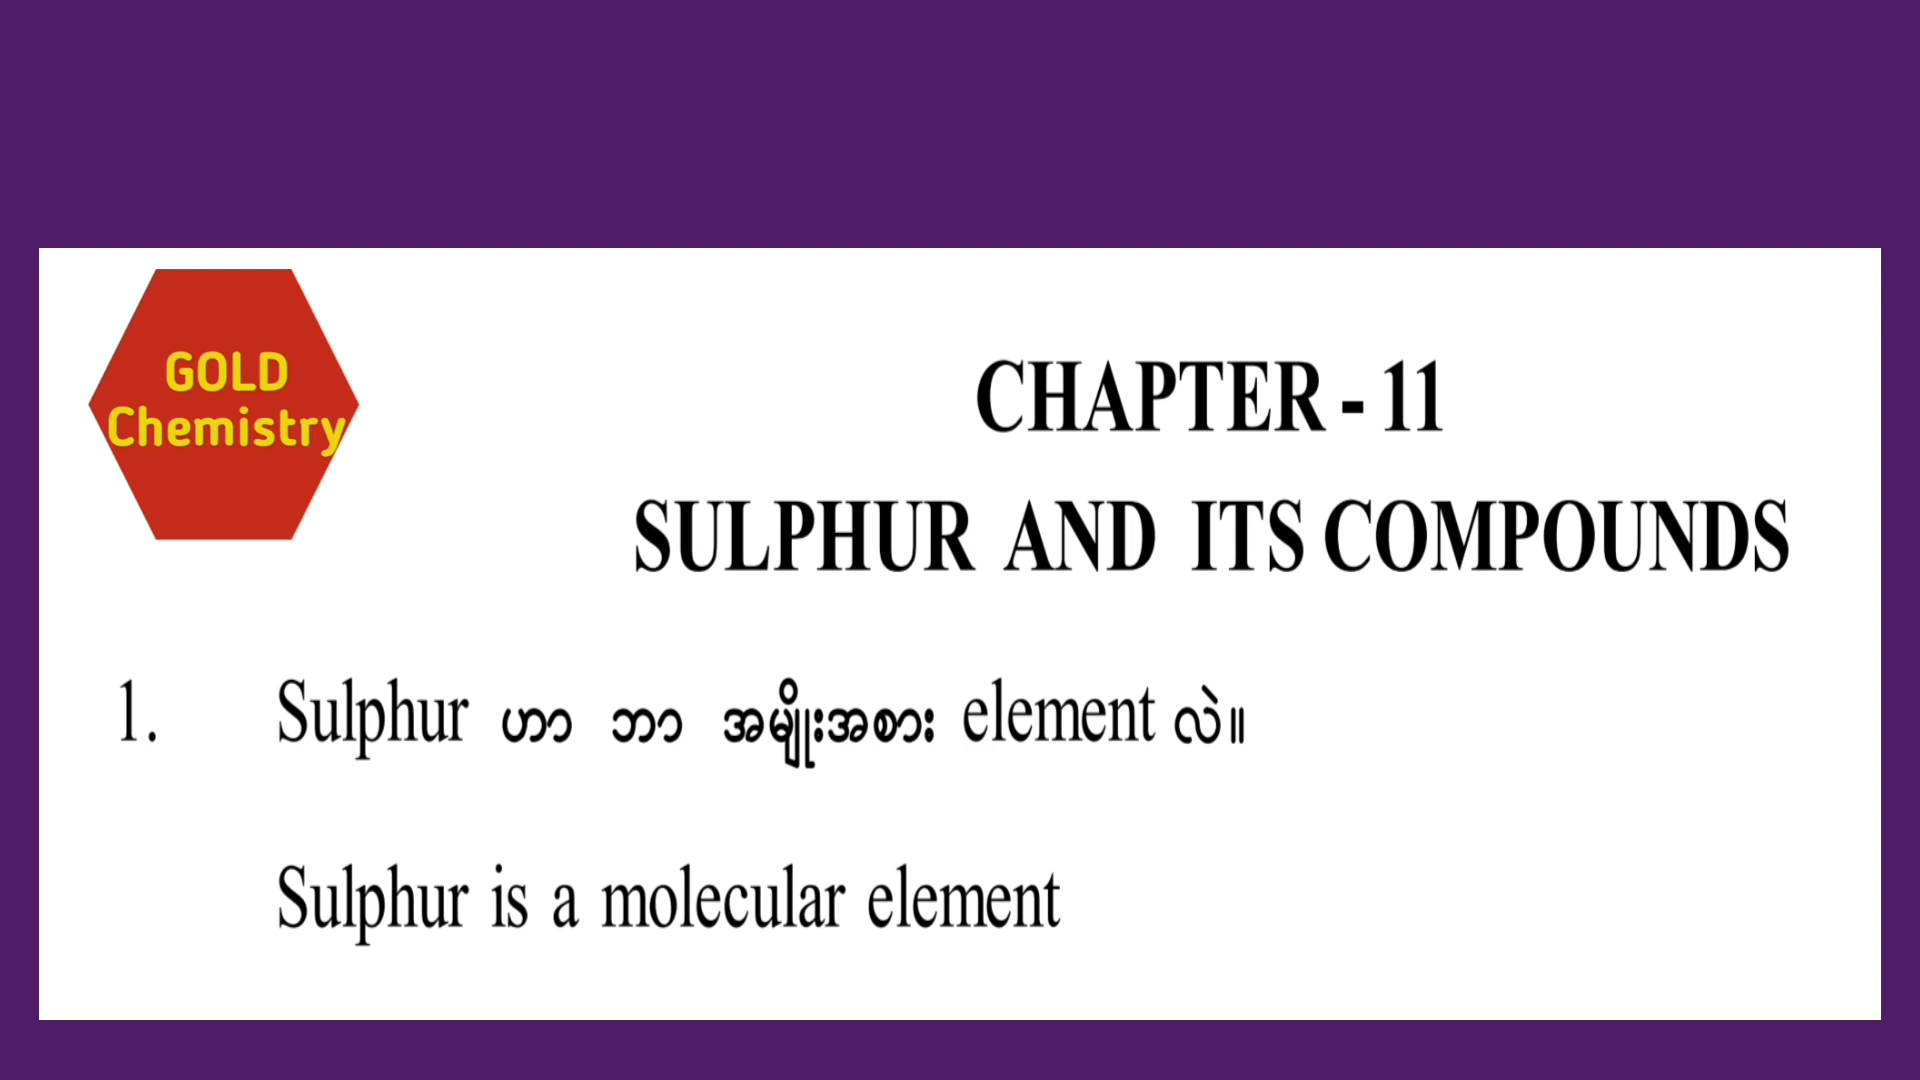 GOLD
Chemistry
CHAPTER - 11
SULPHUR AND ITS COMPOUNDS
1. Sulphur ဟာ ဘာ အမျိုးအစား element လဲ။
Sulphur is a molecular element